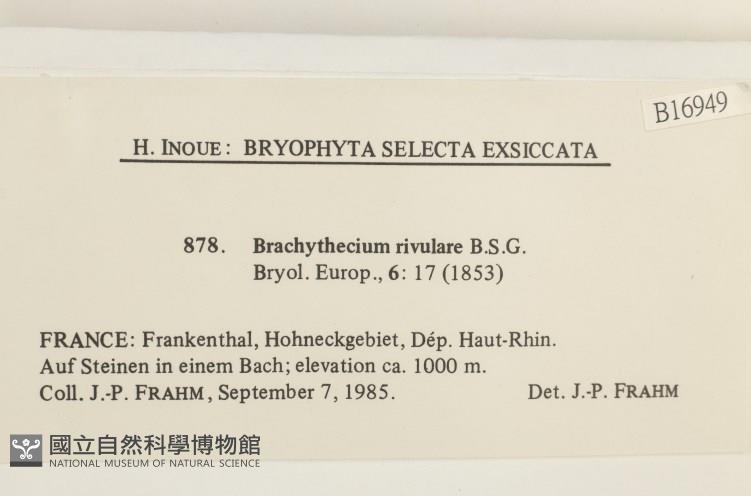 B16949
H. INOUE: BRYOPHYTA SELECTA EXSICCATA
878. Brachythecium rivulare B.S.G.
Bryol. Europ., 6: 17 (1853)
FRANCE: Frankenthal, Hohneckgebiet, Dép. Haut-Rhin.
Auf Steinen in einem Bach; elevation ca. 1000 m.
Coll. J.-P. FRAHM, September 7, 1985. Det. J.-P. FRAHM
國立自然科學博物館
NATIONAL MUSEUM OF NATURAL SCIENCE